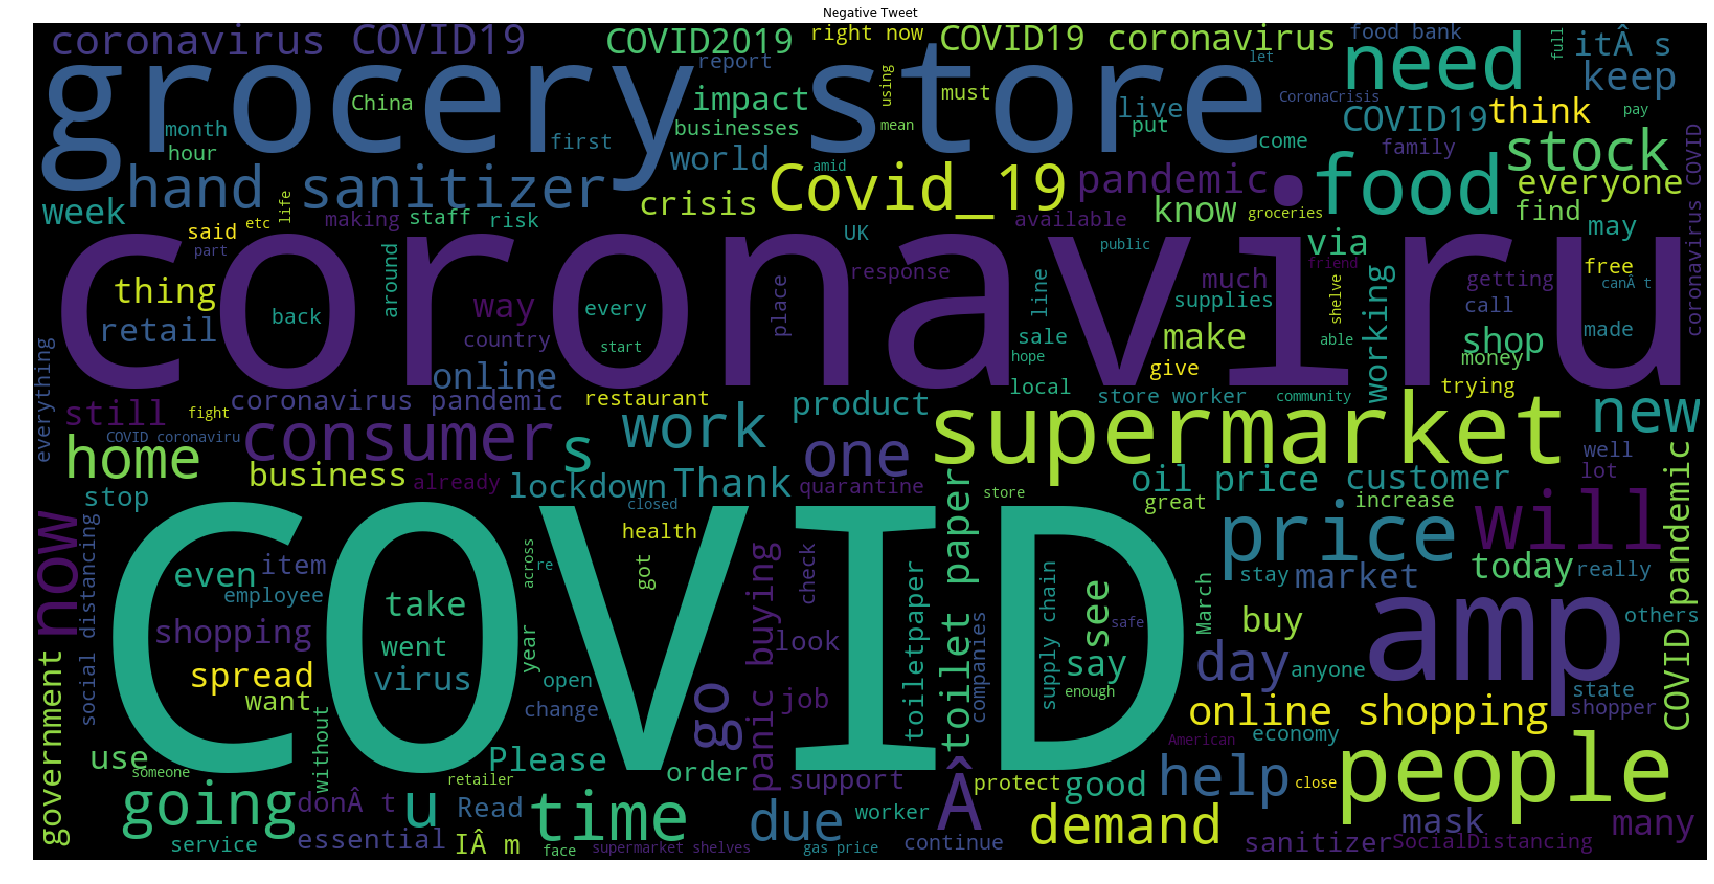 Negative Tweet
coronavirus COVID19 COVID2019 right now COVID19 coronavirus food bank full itÂ s
grocery store need keep
report using let
China impact must live CoronaCrisis COVID19 think pay
month first businesses mean put come family stock
hour world amid
hand sanitizer Covid_19 pandemic food everyone
week life crisis know groceries find
said etc making staff risk available may
part UK public via
coronaviru
coronavirus COVID
thing around response much friend free
way place line supplies working getting canÂ t
retail back every sale make shelve call
country start hope able shop made
online local give money
everything coronavirus pandemic restaurant store worker community trying
still fight product supermarket new
COVID coronaviru consumer s work one
home well
business already lockdown Thank quarantine oil price customer lot
stop closed store great increase
now COVID will
social distancing health toilet paper price
even item across got panic buying check today really
employee re stay market
take toiletpaper supply chain see March amp others
shopping went year look safe buy
spread virus open companies say day anyone
want change go job enough state
government without online shopping shopper
COVID pandemic
use Please order support American economy
someone retailer protect good help close people
going donÂ t u Read time due worker Â demand mask many
essential continue
service IÂ m face supermarket shelves gas price sanitizer SocialDistancing